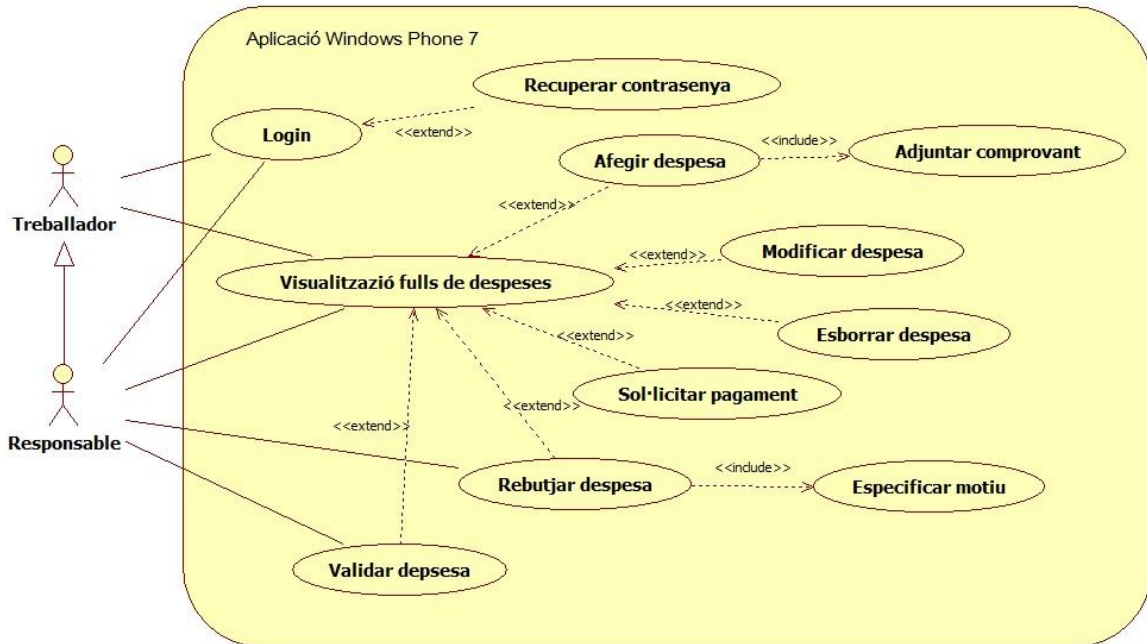 Aplicació Windows Phone 7
Recuperar contrasenya
<<extend>>
Login
<<include>>
Afegir despesa
Adjuntar comprovant
Treballador
<<extend>>
Modificar despesa
<<extend>>
Visualització fulls de despeses
<<extend>>
Esborrar despesa
<<extend>>
Sol·licitar pagament
<<extend>>
<<extend>>
Responsable
<<include>>
Rebutjar despesa
Especificar motiu
Validar depsesa